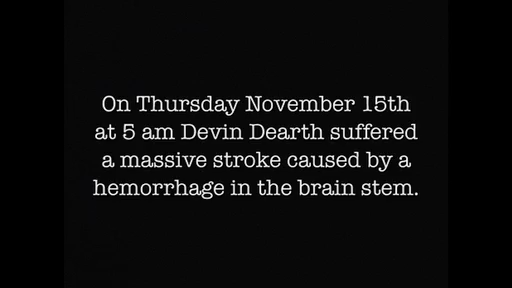 On Thursday November 15th
at 5 am Devin Dearth suffered
a massive stroke caused by a
hemorrhage in the brain stem.